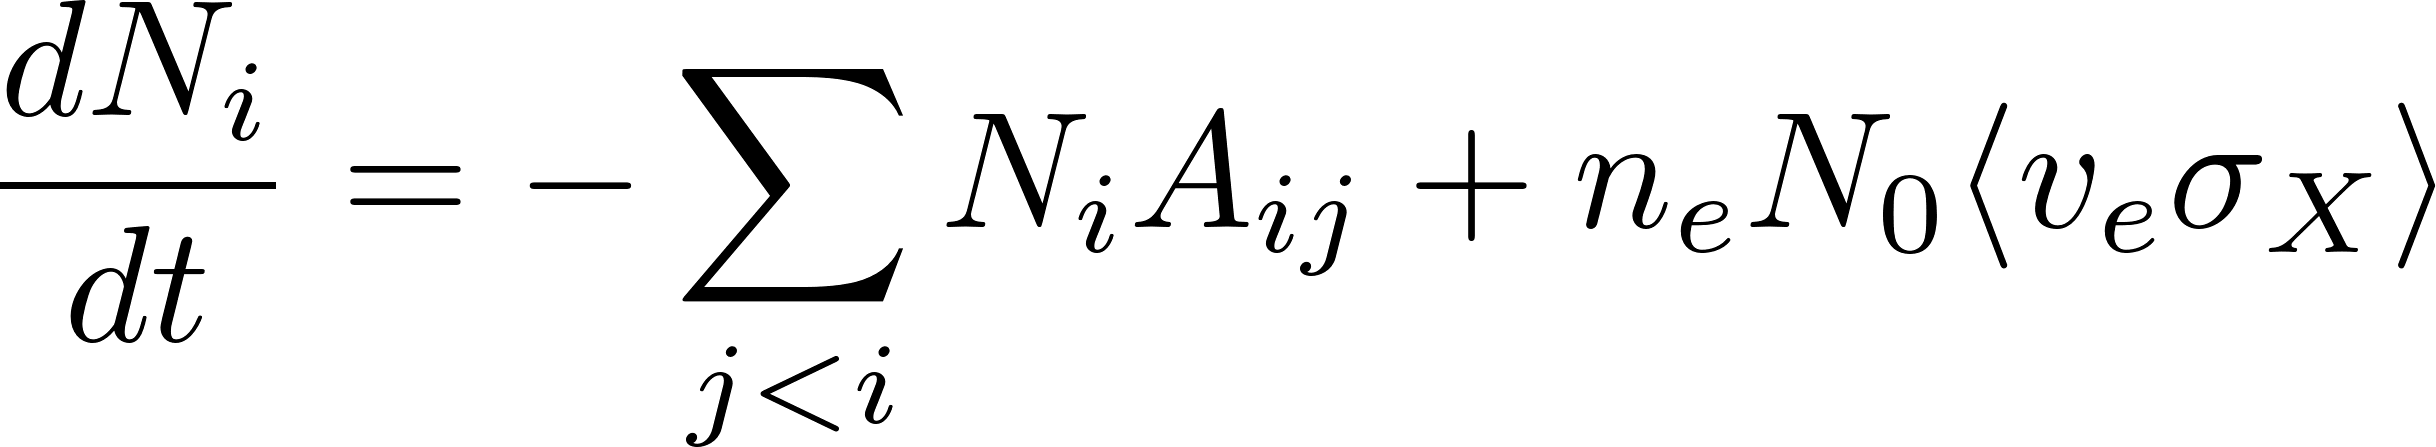 \frac{dN_i}{dt} = -\sum_{j<i} N_i A_{ij} + n_e N_0 \langle v_e \sigma_X \rangle